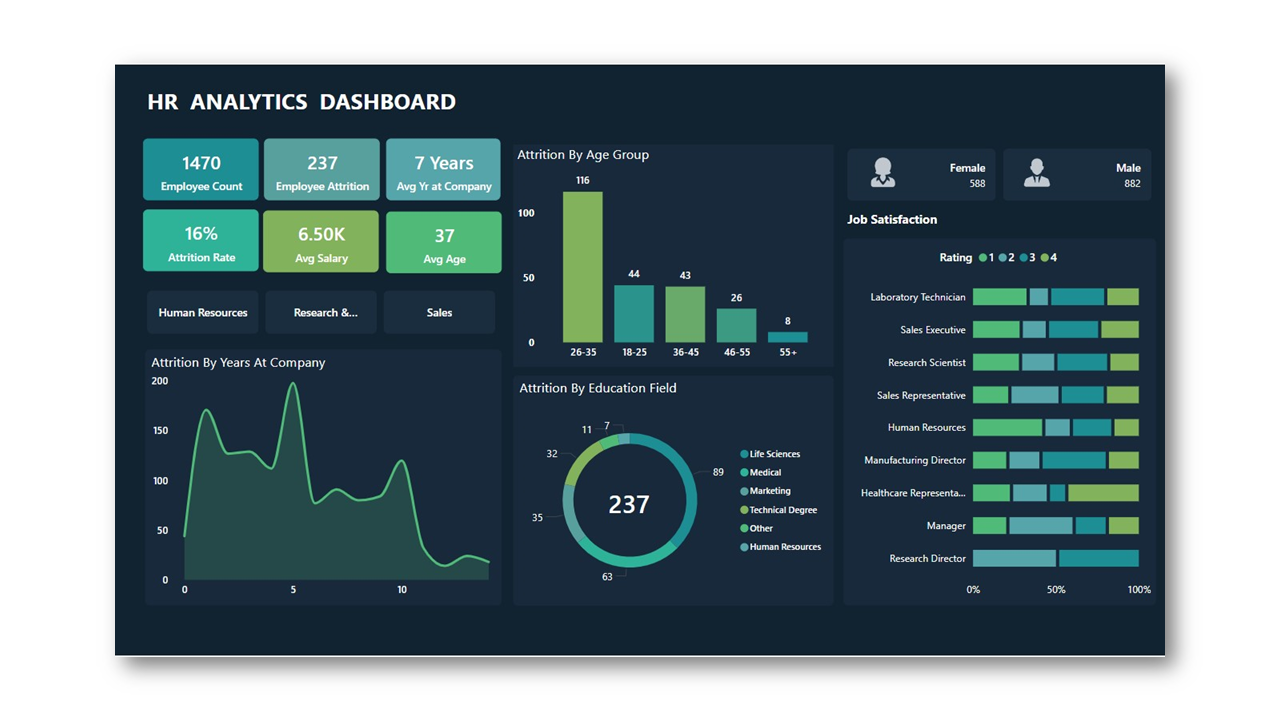 HR ANALYTICS DASHBOARD
1470
Employee Count
237
Employee Attrition
7 Years
Avg Yr at Company
16%
Attrition Rate
6.50K
Avg Salary
37
Avg Age
Human Resources
Research &...
Sales
Attrition By Years At Company
200
150
100
50
0
0 5 10
Attrition By Age Group
100
50
0
116
44
43
26
8
26-35 18-25 36-45 46-55 55+
Attrition By Education Field
11
7
32
89
35
63
237
Life Sciences
Medical
Marketing
Technical Degree
Other
Human Resources
Female
588
Male
882
Job Satisfaction
Rating 1 2 3 4
Laboratory Technician
Sales Executive
Research Scientist
Sales Representative
Human Resources
Manufacturing Director
Healthcare Representa...
Manager
Research Director
0% 50% 100%